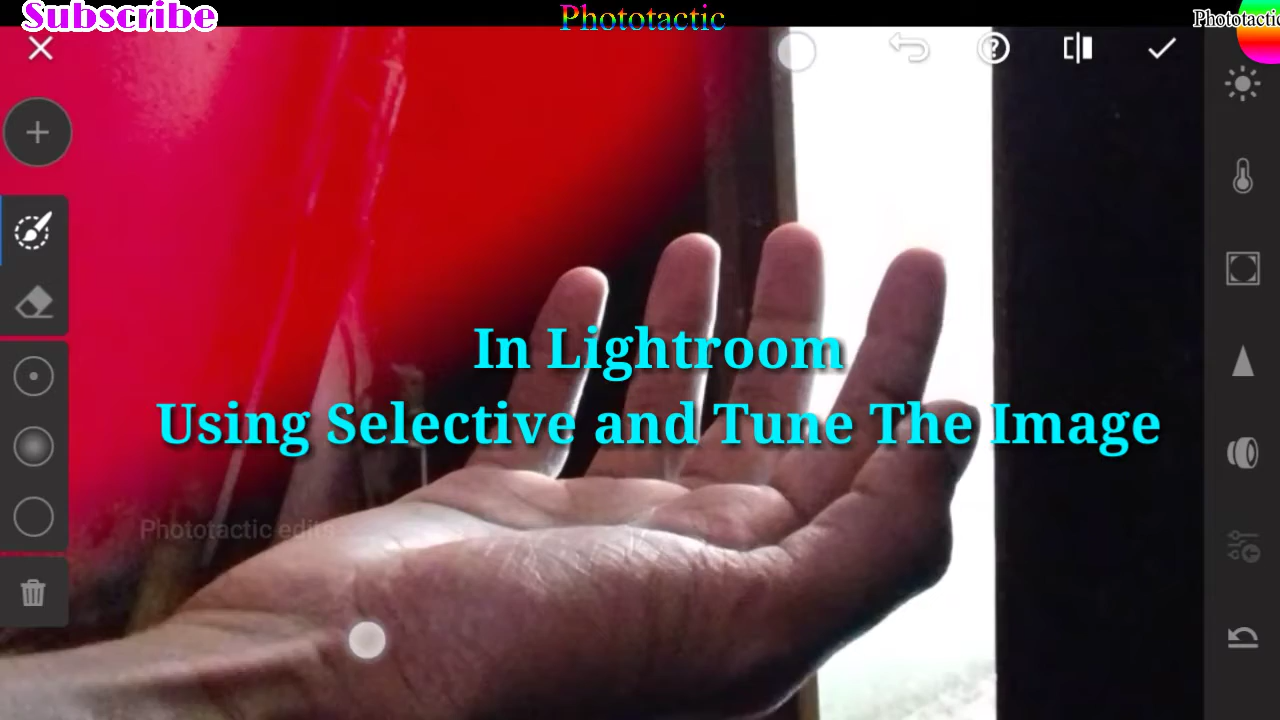 Subscribe
Phototactic
Phototactic
In Lightroom
Using Selective and Tune The Image
Phototactic edits